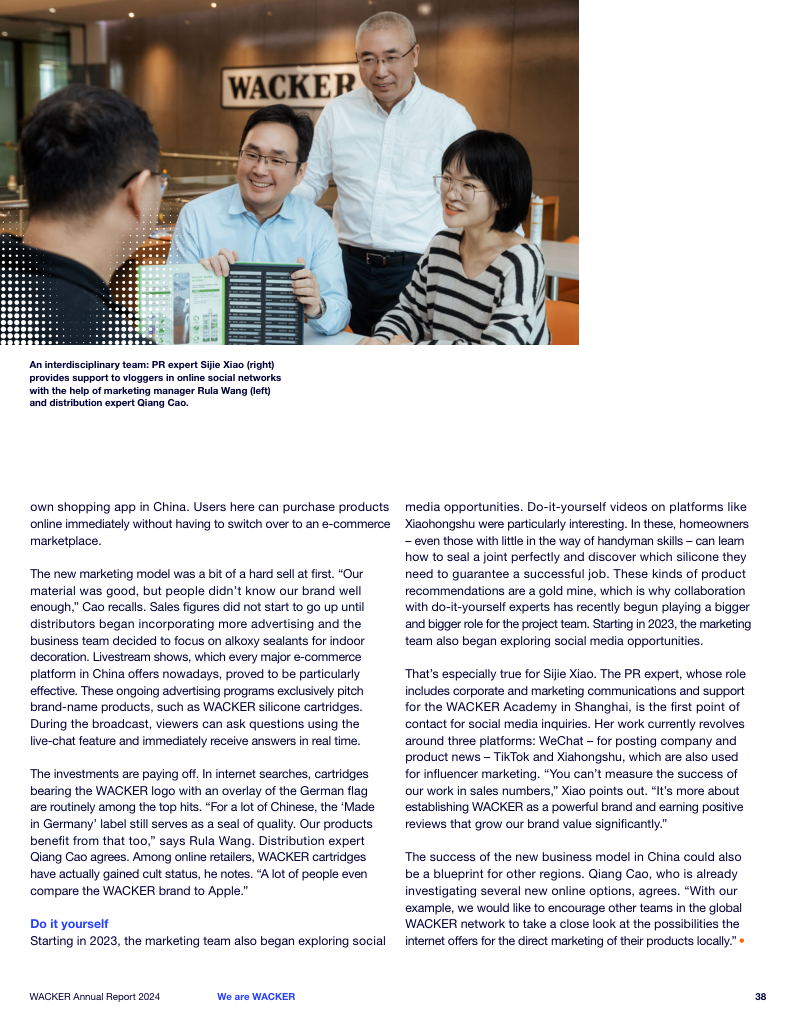 WACKER
An interdisciplinary team: PR expert Sijie Xiao (right)
provides support to vloggers in online social networks
with the help of marketing manager Rula Wang (left)
and distribution expert Qiang Cao.
own shopping app in China. Users here can purchase products
online immediately without having to switch over to an e-commerce
marketplace.
The new marketing model was a bit of a hard sell at first. “Our
material was good, but people didn’t know our brand well
enough,” Cao recalls. Sales figures did not start to go up until
distributors began incorporating more advertising and the
business team decided to focus on alkoxy sealants for indoor
decoration. Livestream shows, which every major e-commerce
platform in China offers nowadays, proved to be particularly
effective. These ongoing advertising programs exclusively pitch
brand-name products, such as WACKER silicone cartridges.
During the broadcast, viewers can ask questions using the
live-chat feature and immediately receive answers in real time.
The investments are paying off. In internet searches, cartridges
bearing the WACKER logo with an overlay of the German flag
are routinely among the top hits. “For a lot of Chinese, the ‘Made
in Germany’ label still serves as a seal of quality. Our products
benefit from that too,” says Rula Wang. Distribution expert
Qiang Cao agrees. Among online retailers, WACKER cartridges
have actually gained cult status, he notes. “A lot of people even
compare the WACKER brand to Apple.”
Do it yourself
Starting in 2023, the marketing team also began exploring social
media opportunities. Do-it-yourself videos on platforms like
Xiaohongshu were particularly interesting. In these, homeowners
– even those with little in the way of handyman skills – can learn
how to seal a joint perfectly and discover which silicone they
need to guarantee a successful job. These kinds of product
recommendations are a gold mine, which is why collaboration
with do-it-yourself experts has recently begun playing a bigger
and bigger role for the project team. Starting in 2023, the marketing
team also began exploring social media opportunities.
That’s especially true for Sijie Xiao. The PR expert, whose role
includes corporate and marketing communications and support
for the WACKER Academy in Shanghai, is the first point of
contact for social media inquiries. Her work currently revolves
around three platforms: WeChat – for posting company and
product news – TikTok and Xiahongshu, which are also used
for influencer marketing. “You can’t measure the success of
our work in sales numbers,” Xiao points out. “It’s more about
establishing WACKER as a powerful brand and earning positive
reviews that grow our brand value significantly.”
The success of the new business model in China could also
be a blueprint for other regions. Qiang Cao, who is already
investigating several new online options, agrees. “With our
example, we would like to encourage other teams in the global
WACKER network to take a close look at the possibilities the
internet offers for the direct marketing of their products locally.” •
WACKER Annual Report 2024
We are WACKER
38